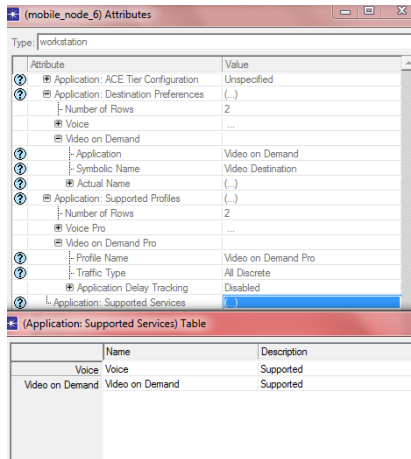 (mobile_node_6) Attributes
Type: workstation
Attribute Value
Application: ACE Tier Configuration Unspecified
Application: Destination Preferences (...)
Number of Rows 2
Voice ...
Video on Demand
Application Video on Demand
Symbolic Name Video Destination
Actual Name (...)
Application: Supported Profiles (...)
Number of Rows 2
Voice Pro ...
Video on Demand Pro
Profile Name Video on Demand Pro
Traffic Type All Discrete
Application Delay Tracking Disabled
Application: Supported Services (...)
(Application: Supported Services) Table
Name Description
Voice Voice Supported
Video on Demand Video on Demand Supported